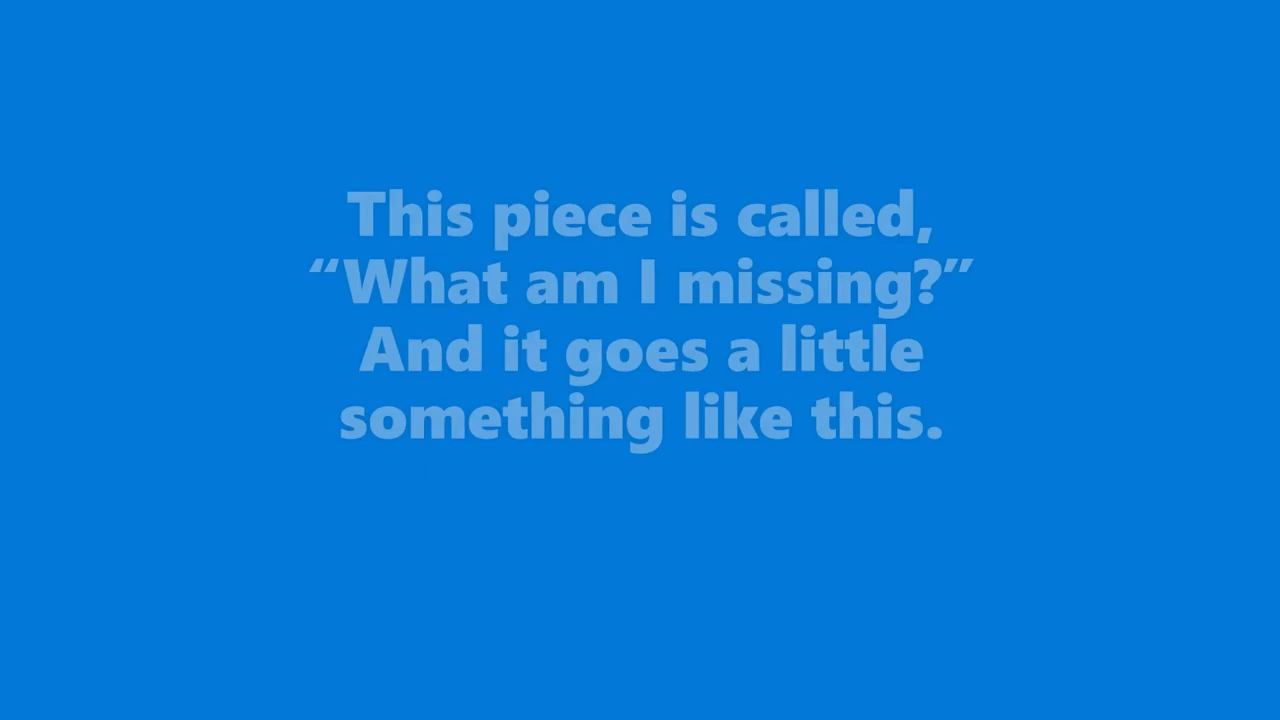 This piece is called,
“What am I missing?”
And it goes a little
something like this.